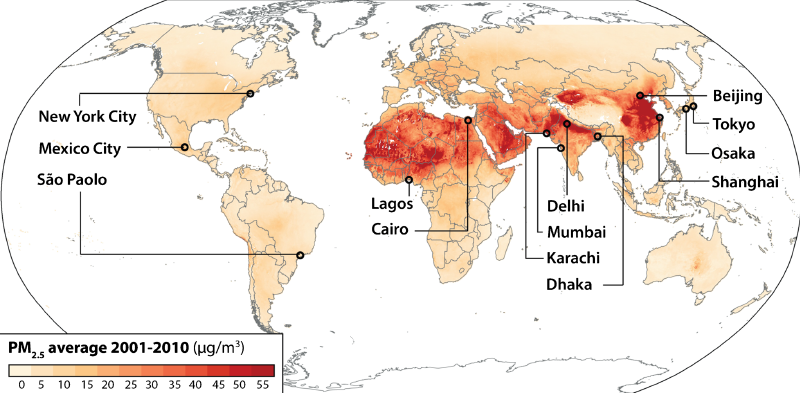 New York City
Mexico City
São Paolo
Lagos
Cairo
Beijing
Tokyo
Osaka
Shanghai
Delhi
Mumbai
Karachi
Dhaka
PM2.5 average 2001-2010 (µg/m³)
0 5 10 15 20 25 30 35 40 45 50 55